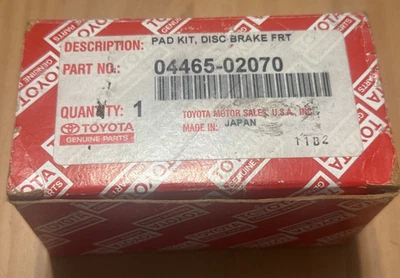 DESCRIPTION: PAD KIT, DISC BRAKE FRT
PART NO.: 04465-02070
QUANTITY: 1
TOYOTA MOTOR SALES, U.S.A., INC.
MADE IN: JAPAN
TOYOTA
GENUINE PARTS
11B2